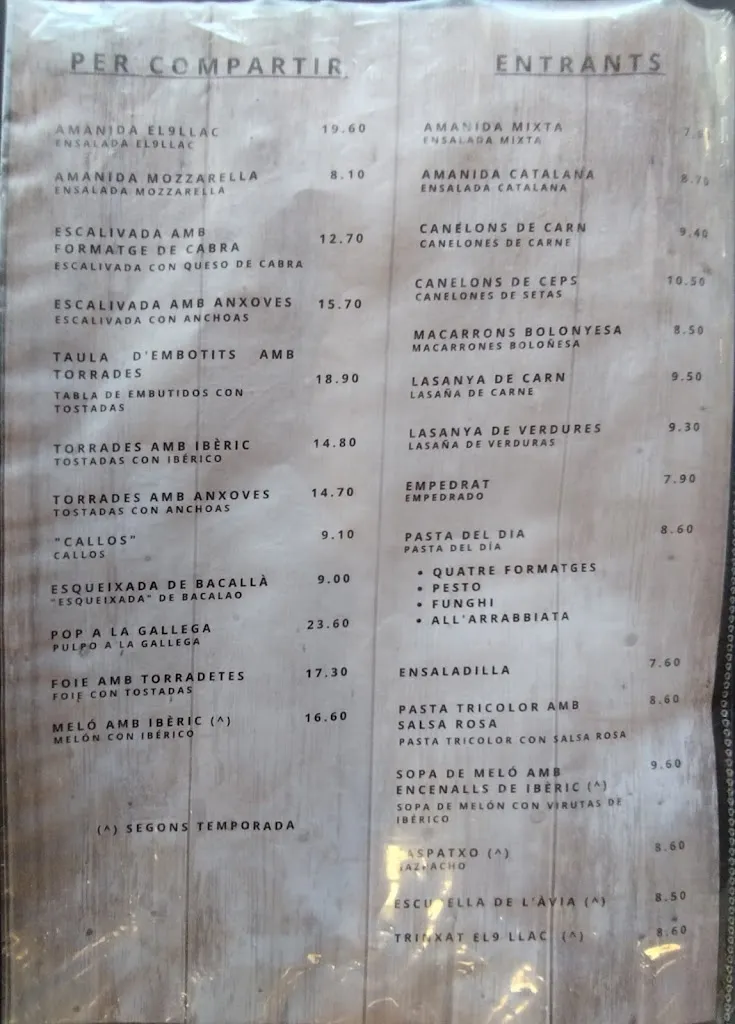 PER COMPARTIR
AMANIDA EL9LLAC 19.60
ENSALADA EL9LLAC
AMANIDA MOZZARELLA 8.10
ENSALADA MOZZARELLA
ESCALIVADA AMB
FORMATGE DE CABRA 12.70
ESCALIVADA CON QUESO DE CABRA
ESCALIVADA AMB ANXOVES 15.70
ESCALIVADA CON ANCHOAS
TAULA D'EMBOTITS AMB
TORRADES 18.90
TABLA DE EMBUTIDOS CON
TOSTADAS
TORRADES AMB IBÈRIC 14.80
TOSTADAS CON IBÉRICO
TORRADES AMB ANXOVES 14.70
TOSTADAS CON ANCHOAS
"CALLOS" 9.10
CALLOS
ESQUEIXADA DE BACALLÀ 9.00
"ESQUEIXADA" DE BACALAO
POP A LA GALLEGA 23.60
PULPO A LA GALLEGA
FOIE AMB TORRADETES 17.30
FOIE CON TOSTADAS
MELÓ AMB IBÈRIC (^) 16.60
MELÓN CON IBÉRICO
(^) SEGONS TEMPORADA
ENTRANTS
AMANIDA MIXTA
ENSALADA MIXTA
AMANIDA CATALANA 8.70
ENSALADA CATALANA
CANELONS DE CARN 9.40
CANELONES DE CARNE
CANELONS DE CEPS 10.50
CANELONES DE SETAS
MACARRONS BOLONYESA 8.50
MACARRONES BOLOÑESA
LASANYA DE CARN 9.50
LASAÑA DE CARNE
LASANYA DE VERDURES 9.30
LASAÑA DE VERDURAS
EMPEDRAT 7.90
EMPEDRADO
PASTA DEL DIA 8.60
PASTA DEL DÍA
• QUATRE FORMATGES
• PESTO
• FUNGHI
• ALL'ARRABBIATA
ENSALADILLA 7.60
PASTA TRICOLOR AMB 8.60
SALSA ROSA
PASTA TRICOLOR CON SALSA ROSA
SOPA DE MELÓ AMB 9.60
ENCENALLS DE IBÈRIC (^)
SOPA DE MELÓN CON VIRUTAS DE
IBÉRICO
GASPATXO (^) 8.60
GAZPACHO
ESCUDELLA DE L'ÀVIA (^) 8.50
TRINXAT EL9 LLAC (^) 8.60